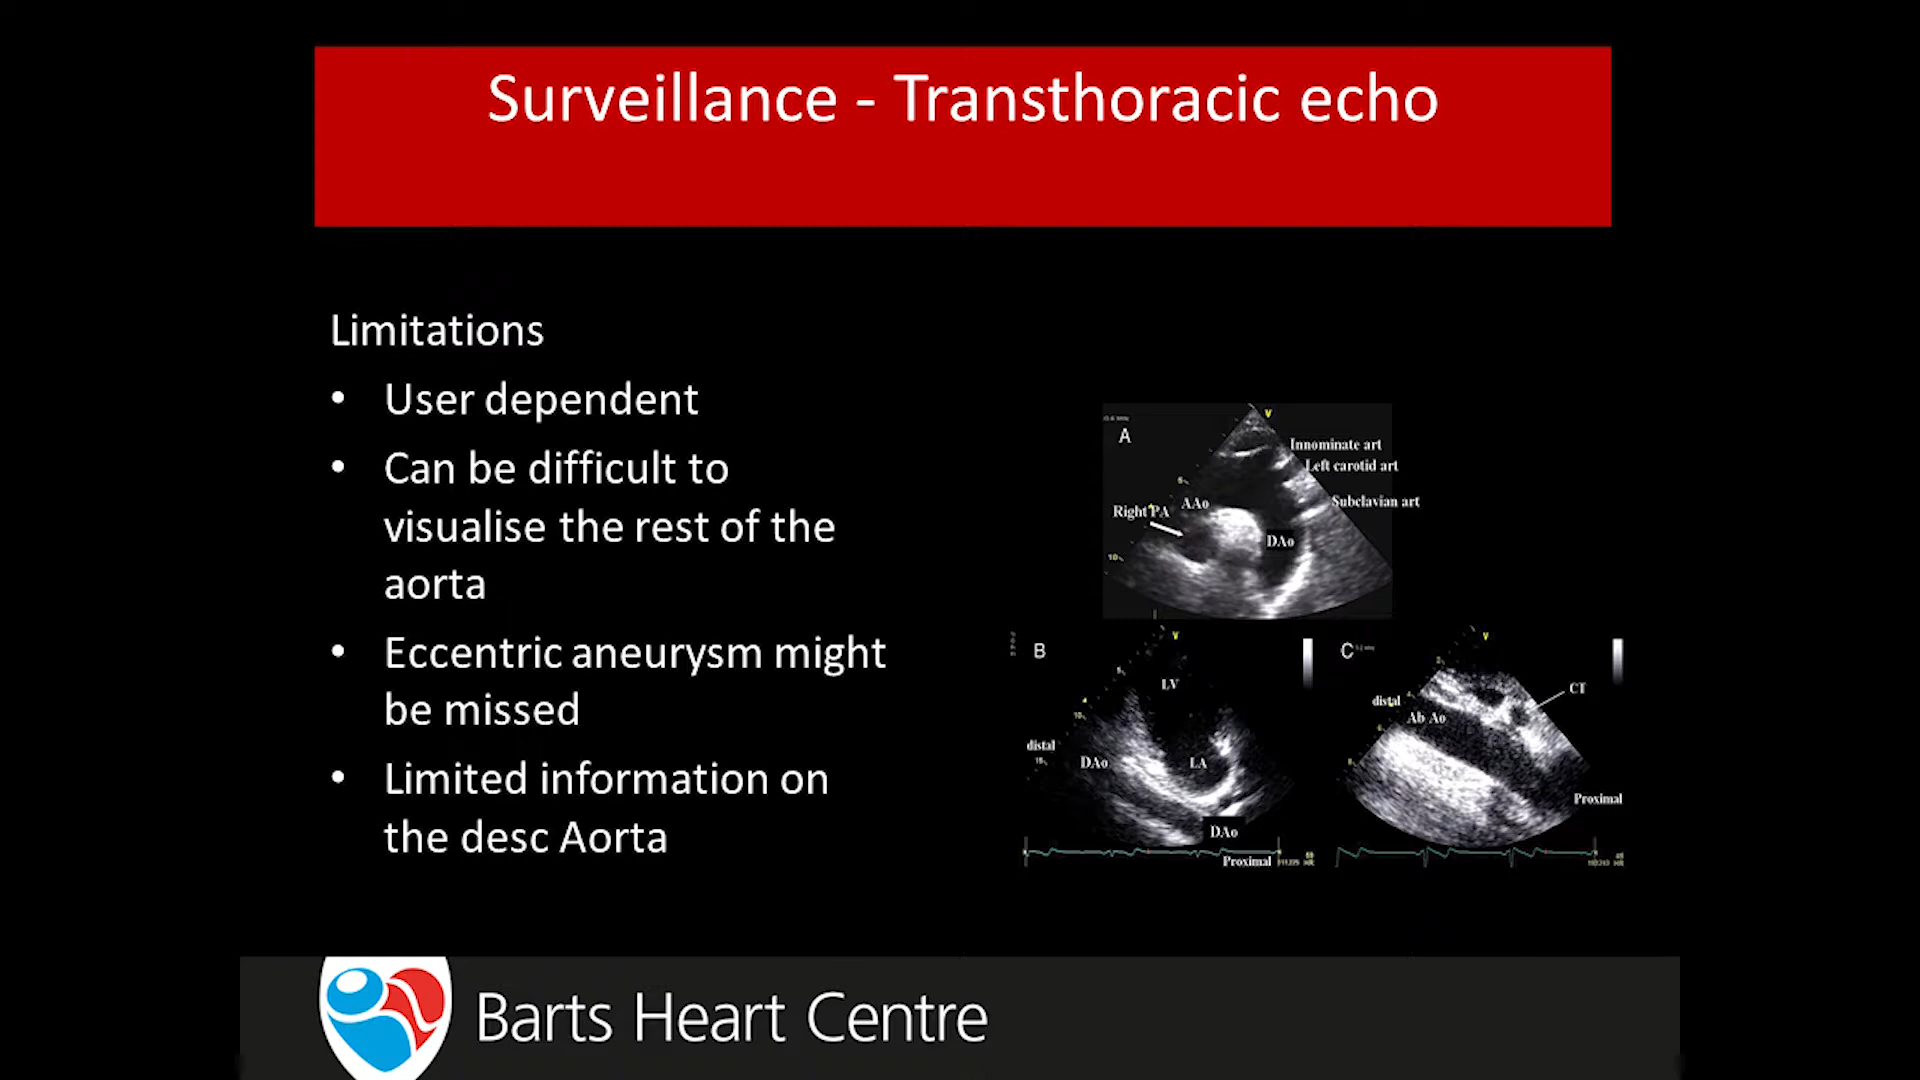 Surveillance - Transthoracic echo
Limitations
• User dependent
• Can be difficult to
visualise the rest of the
aorta
• Eccentric aneurysm might
be missed
• Limited information on
the desc Aorta
A
V
Innominate art
Left carotid art
Subclavian art
AAo
Right PA
DAo
10
B
V
LV
distal
DAo
LA
DAo
Proximal
C
V
CT
distal
Ab Ao
Proximal
Barts Heart Centre